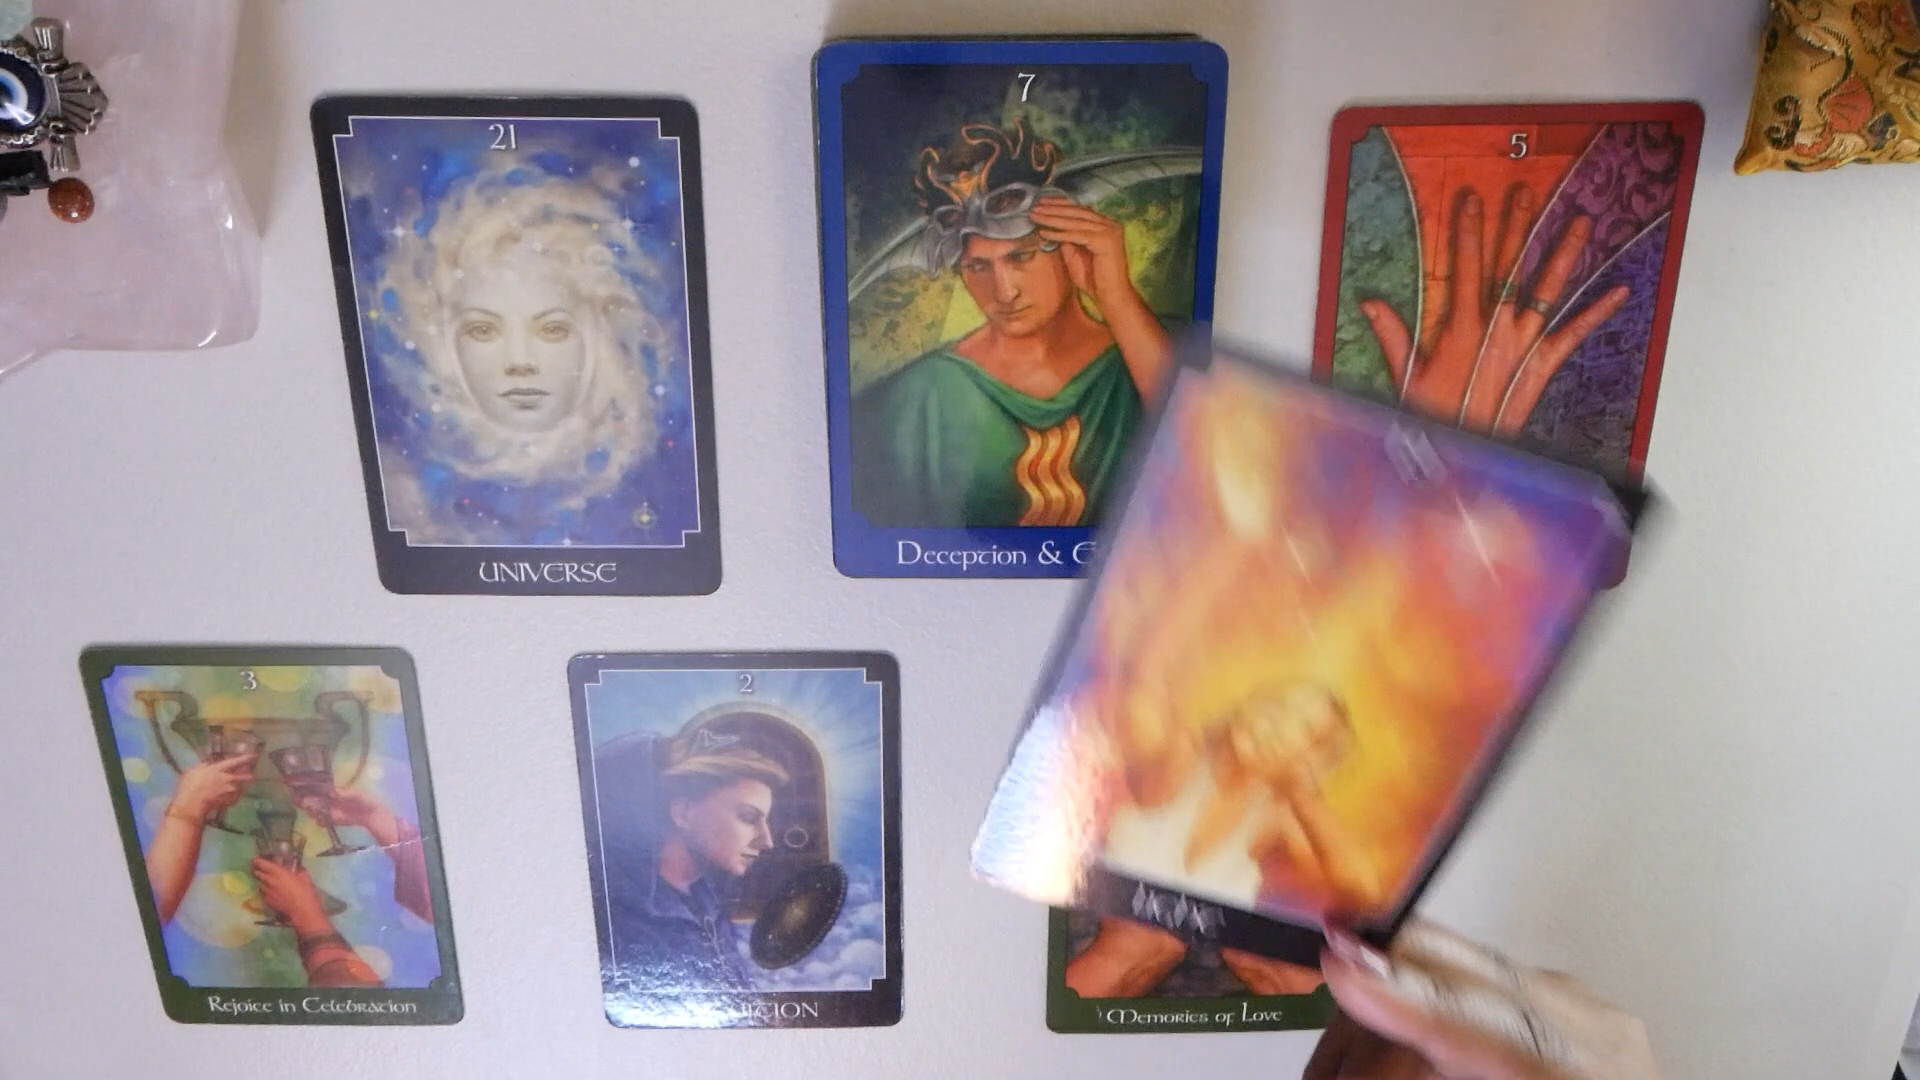 21
7
5
UNIVERSE
Deception &
3
2
Rejoice in Celebration
Memories of Love